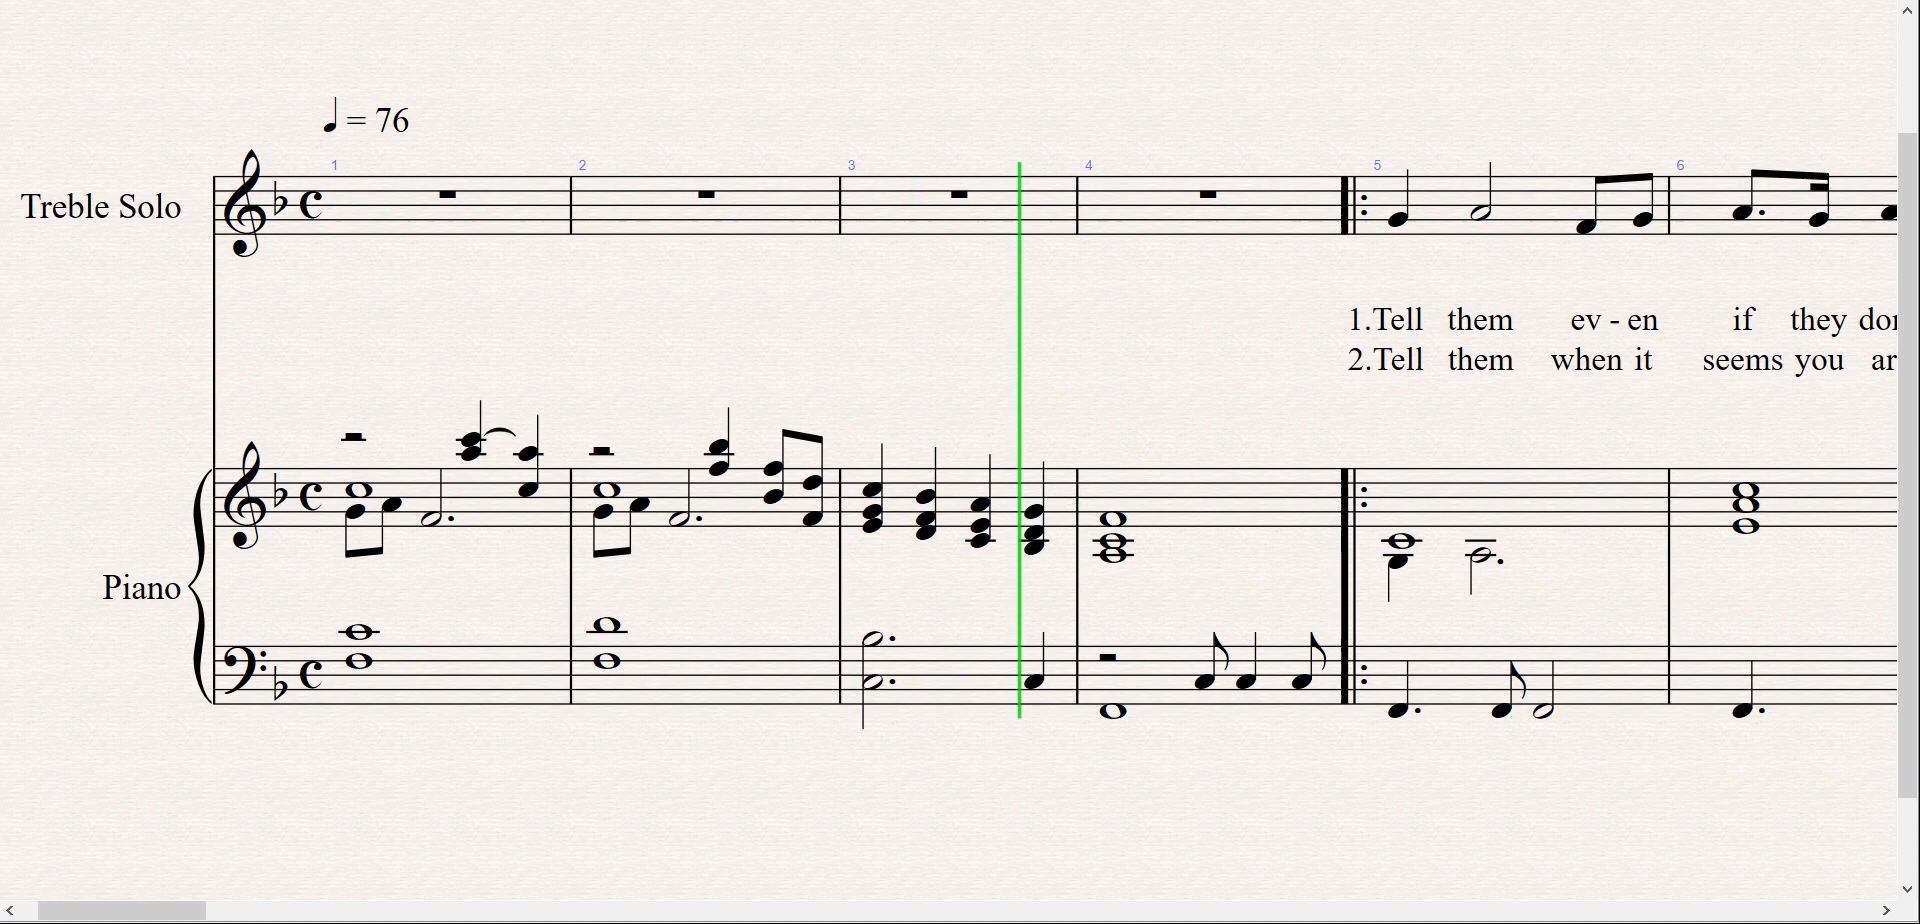 = 76
1 2 3 4 5 6
Treble Solo
1.Tell them ev - en if they
2.Tell them when it seems you
Piano